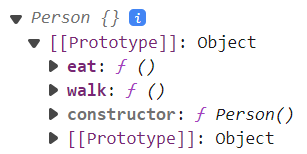 ▼ Person {} i
▼ [[Prototype]]: Object
▶ eat: ƒ ()
▶ walk: ƒ ()
▶ constructor: ƒ Person()
▶ [[Prototype]]: Object